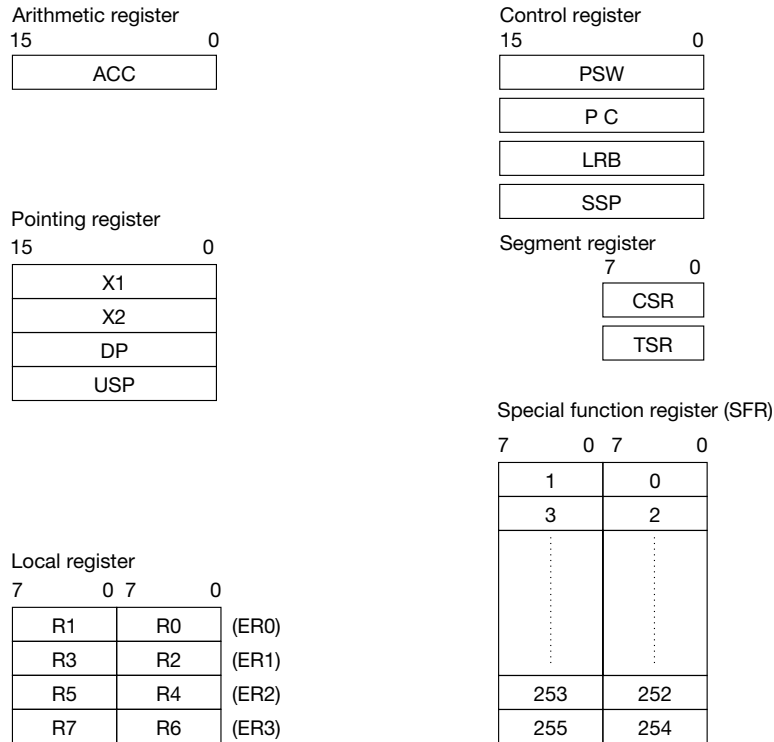 Arithmetic register
15 0
ACC
Pointing register
15 0
X1
X2
DP
USP
Local register
7 0 7 0
R1 R0 (ER0)
R3 R2 (ER1)
R5 R4 (ER2)
R7 R6 (ER3)
Control register
15 0
PSW
P C
LRB
SSP
Segment register
7 0
CSR
TSR
Special function register (SFR)
7 0 7 0
1 0
3 2
253 252
255 254